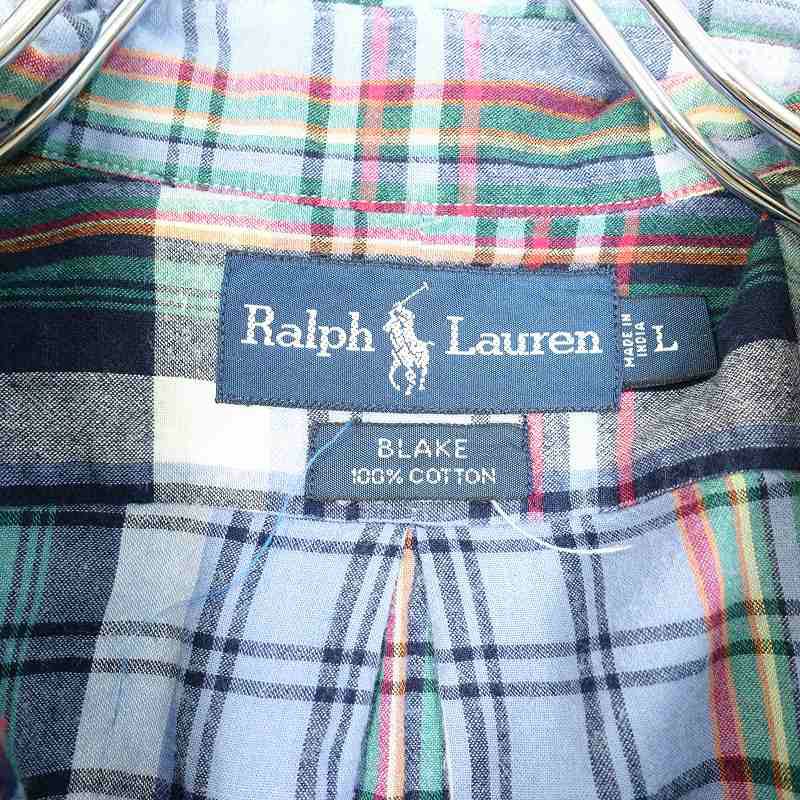 Ralph Lauren
MADE IN
INDIA
L
BLAKE
100% COTTON